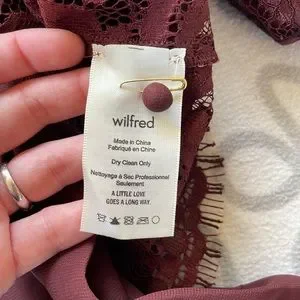 wilfred
Made in China
Fabriqué en Chine
Dry Clean Only
Nettoyage à Sec Professionnel
Seulement
A LITTLE LOVE
GOES A LONG WAY.